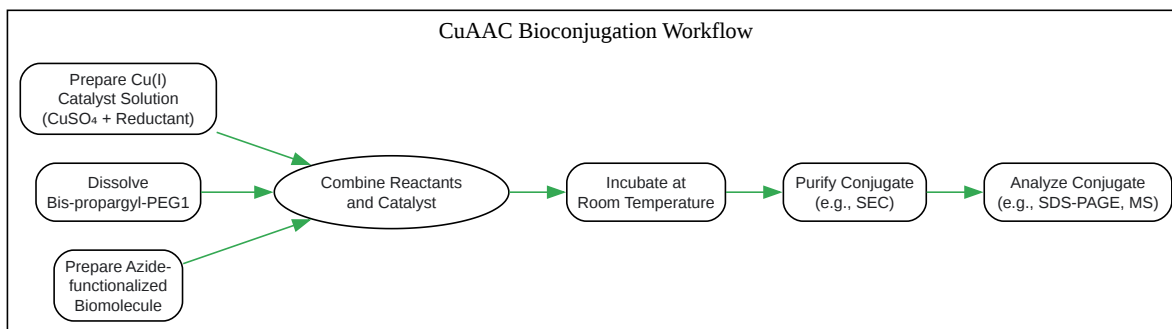 CuAAC Bioconjugation Workflow
Prepare Cu(I)
Catalyst Solution
(CuSO₄ + Reductant)
Dissolve
Bis-propargyl-PEG1
Prepare Azide-
functionalized
Biomolecule
Combine Reactants
and Catalyst
Incubate at
Room Temperature
Purify Conjugate
(e.g., SEC)
Analyze Conjugate
(e.g., SDS-PAGE, MS)